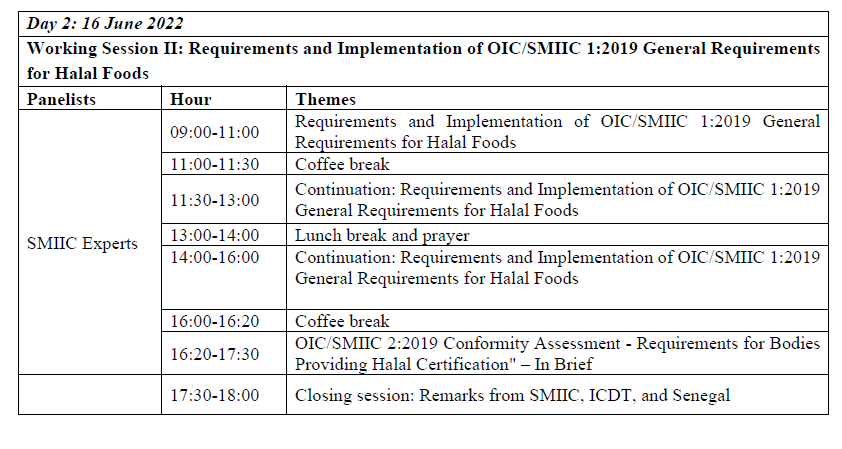 Day 2: 16 June 2022
Working Session II: Requirements and Implementation of OIC/SMIIC 1:2019 General Requirements
for Halal Foods
Panelists Hour Themes
SMIIC Experts
09:00-11:00 Requirements and Implementation of OIC/SMIIC 1:2019 General
Requirements for Halal Foods
11:00-11:30 Coffee break
11:30-13:00 Continuation: Requirements and Implementation of OIC/SMIIC 1:2019
General Requirements for Halal Foods
13:00-14:00 Lunch break and prayer
14:00-16:00 Continuation: Requirements and Implementation of OIC/SMIIC 1:2019
General Requirements for Halal Foods
16:00-16:20 Coffee break
16:20-17:30 OIC/SMIIC 2:2019 Conformity Assessment - Requirements for Bodies
Providing Halal Certification" – In Brief
17:30-18:00 Closing session: Remarks from SMIIC, ICDT, and Senegal